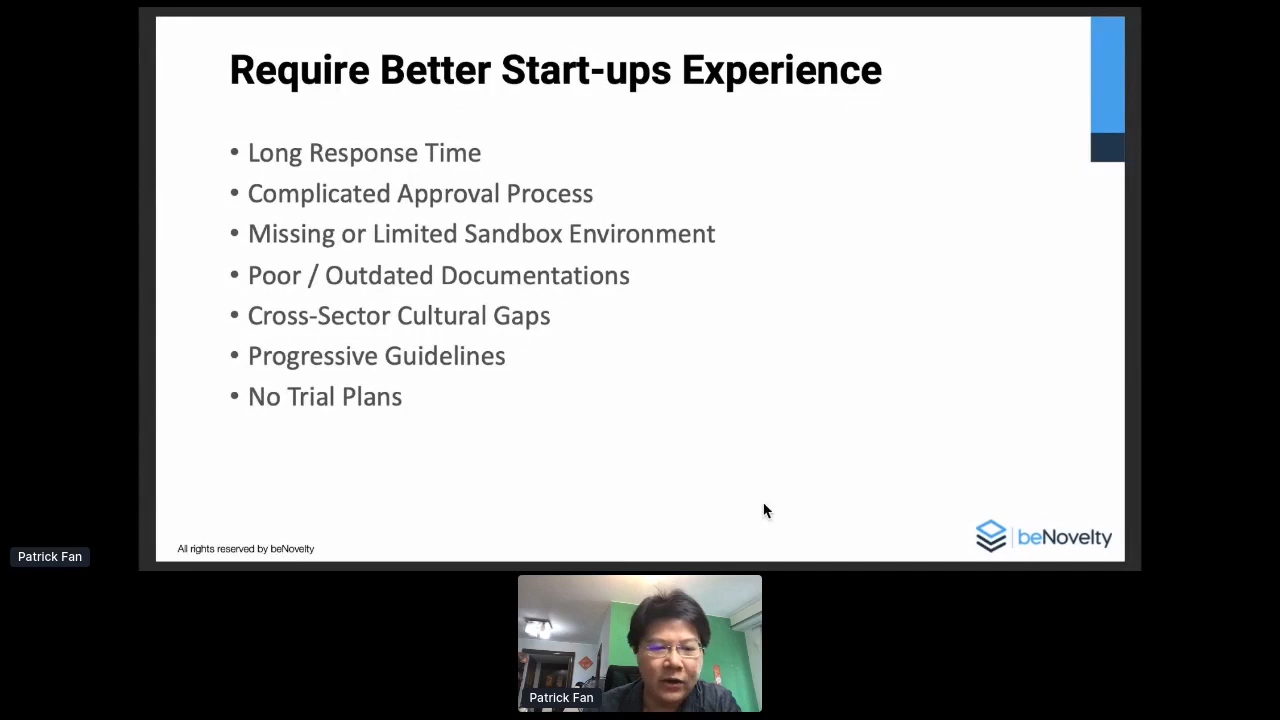 Require Better Start-ups Experience
• Long Response Time
• Complicated Approval Process
• Missing or Limited Sandbox Environment
• Poor / Outdated Documentations
• Cross-Sector Cultural Gaps
• Progressive Guidelines
• No Trial Plans
All rights reserved by beNovelty
beNovelty
Patrick Fan
Patrick Fan